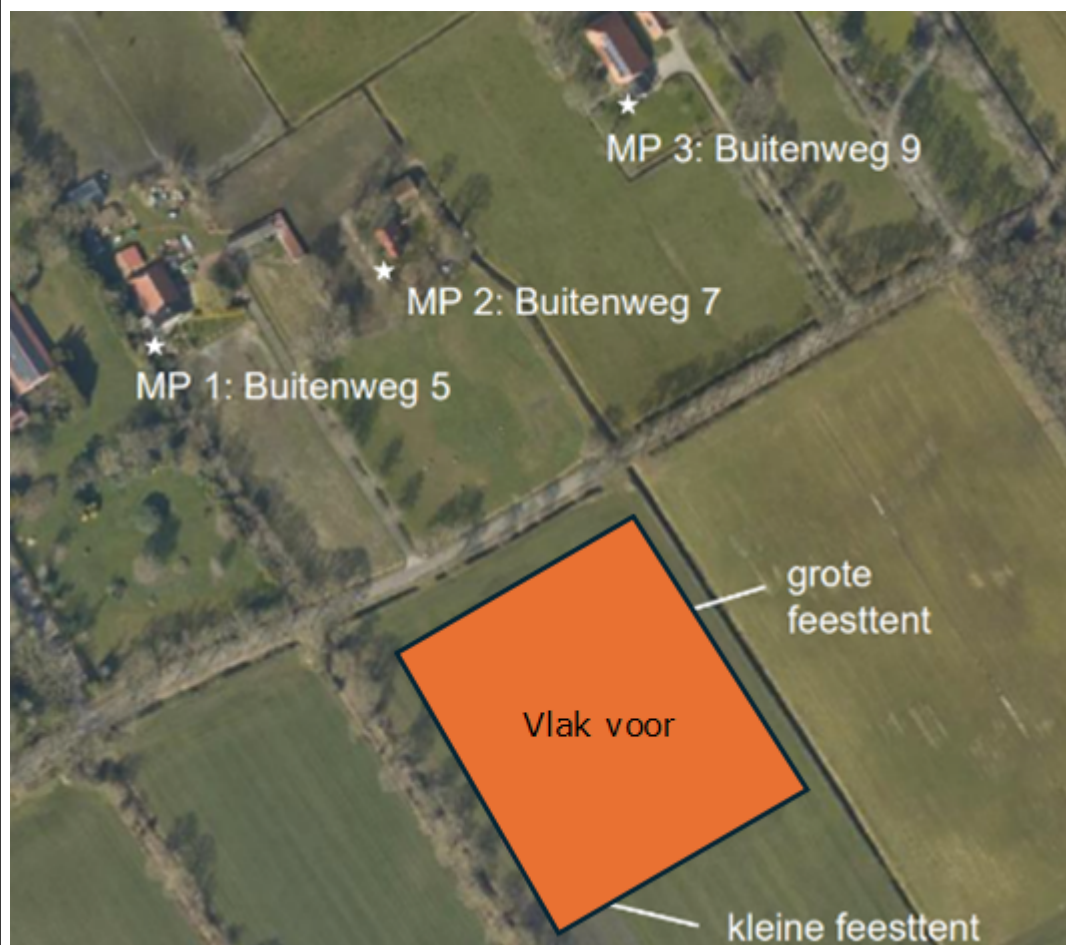 MP 3: Buitenweg 9
MP 2: Buitenweg 7
MP 1: Buitenweg 5
grote
feesttent
Vlak voor
kleine feesttent